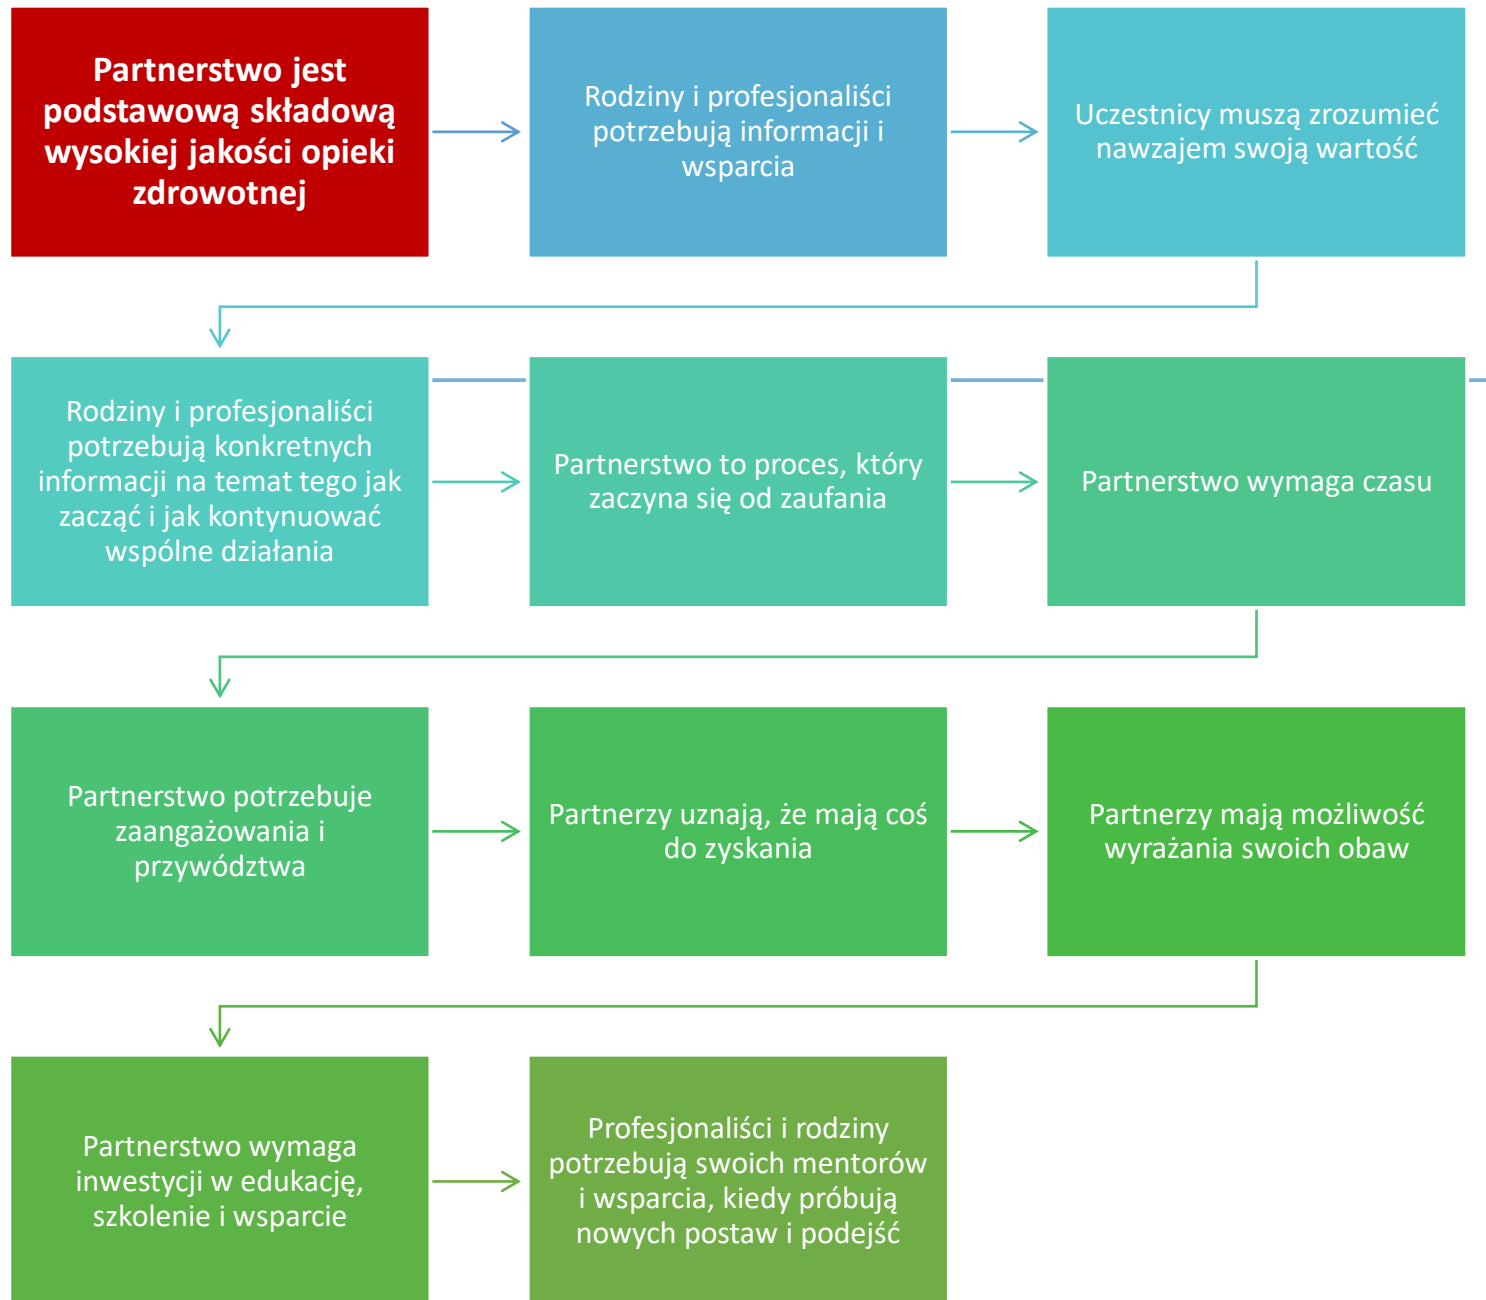 Partnerstwo jest
podstawową składową
wysokiej jakości opieki
zdrowotnej
Rodziny i profesjonaliści
potrzebują informacji i
wsparcia
Uczestnicy muszą zrozumieć
nawzajem swoją wartość
Rodziny i profesjonaliści
potrzebują konkretnych
informacji na temat tego jak
zacząć i jak kontynuować
wspólne działania
Partnerstwo to proces, który
zaczyna się od zaufania
Partnerstwo wymaga czasu
Partnerstwo potrzebuje
zaangażowania i
przywództwa
Partnerzy uznają, że mają coś
do zyskania
Partnerzy mają możliwość
wyrażania swoich obaw
Partnerstwo wymaga
inwestycji w edukację,
szkolenie i wsparcie
Profesjonaliści i rodziny
potrzebują swoich mentorów
i wsparcia, kiedy próbują
nowych postaw i podejść